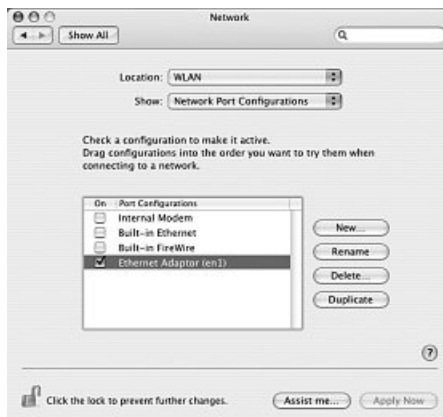 Network
Show All
Location: WLAN
Show: Network Port Configurations
Check a configuration to make it active.
Drag configurations into the order you want to try them when
connecting to a network.
On Port Configurations
Internal Modem
Built-in Ethernet
Built-in FireWire
Ethernet Adaptor (en1)
New...
Rename
Delete...
Duplicate
?
Click the lock to prevent further changes.
Assist me... Apply Now